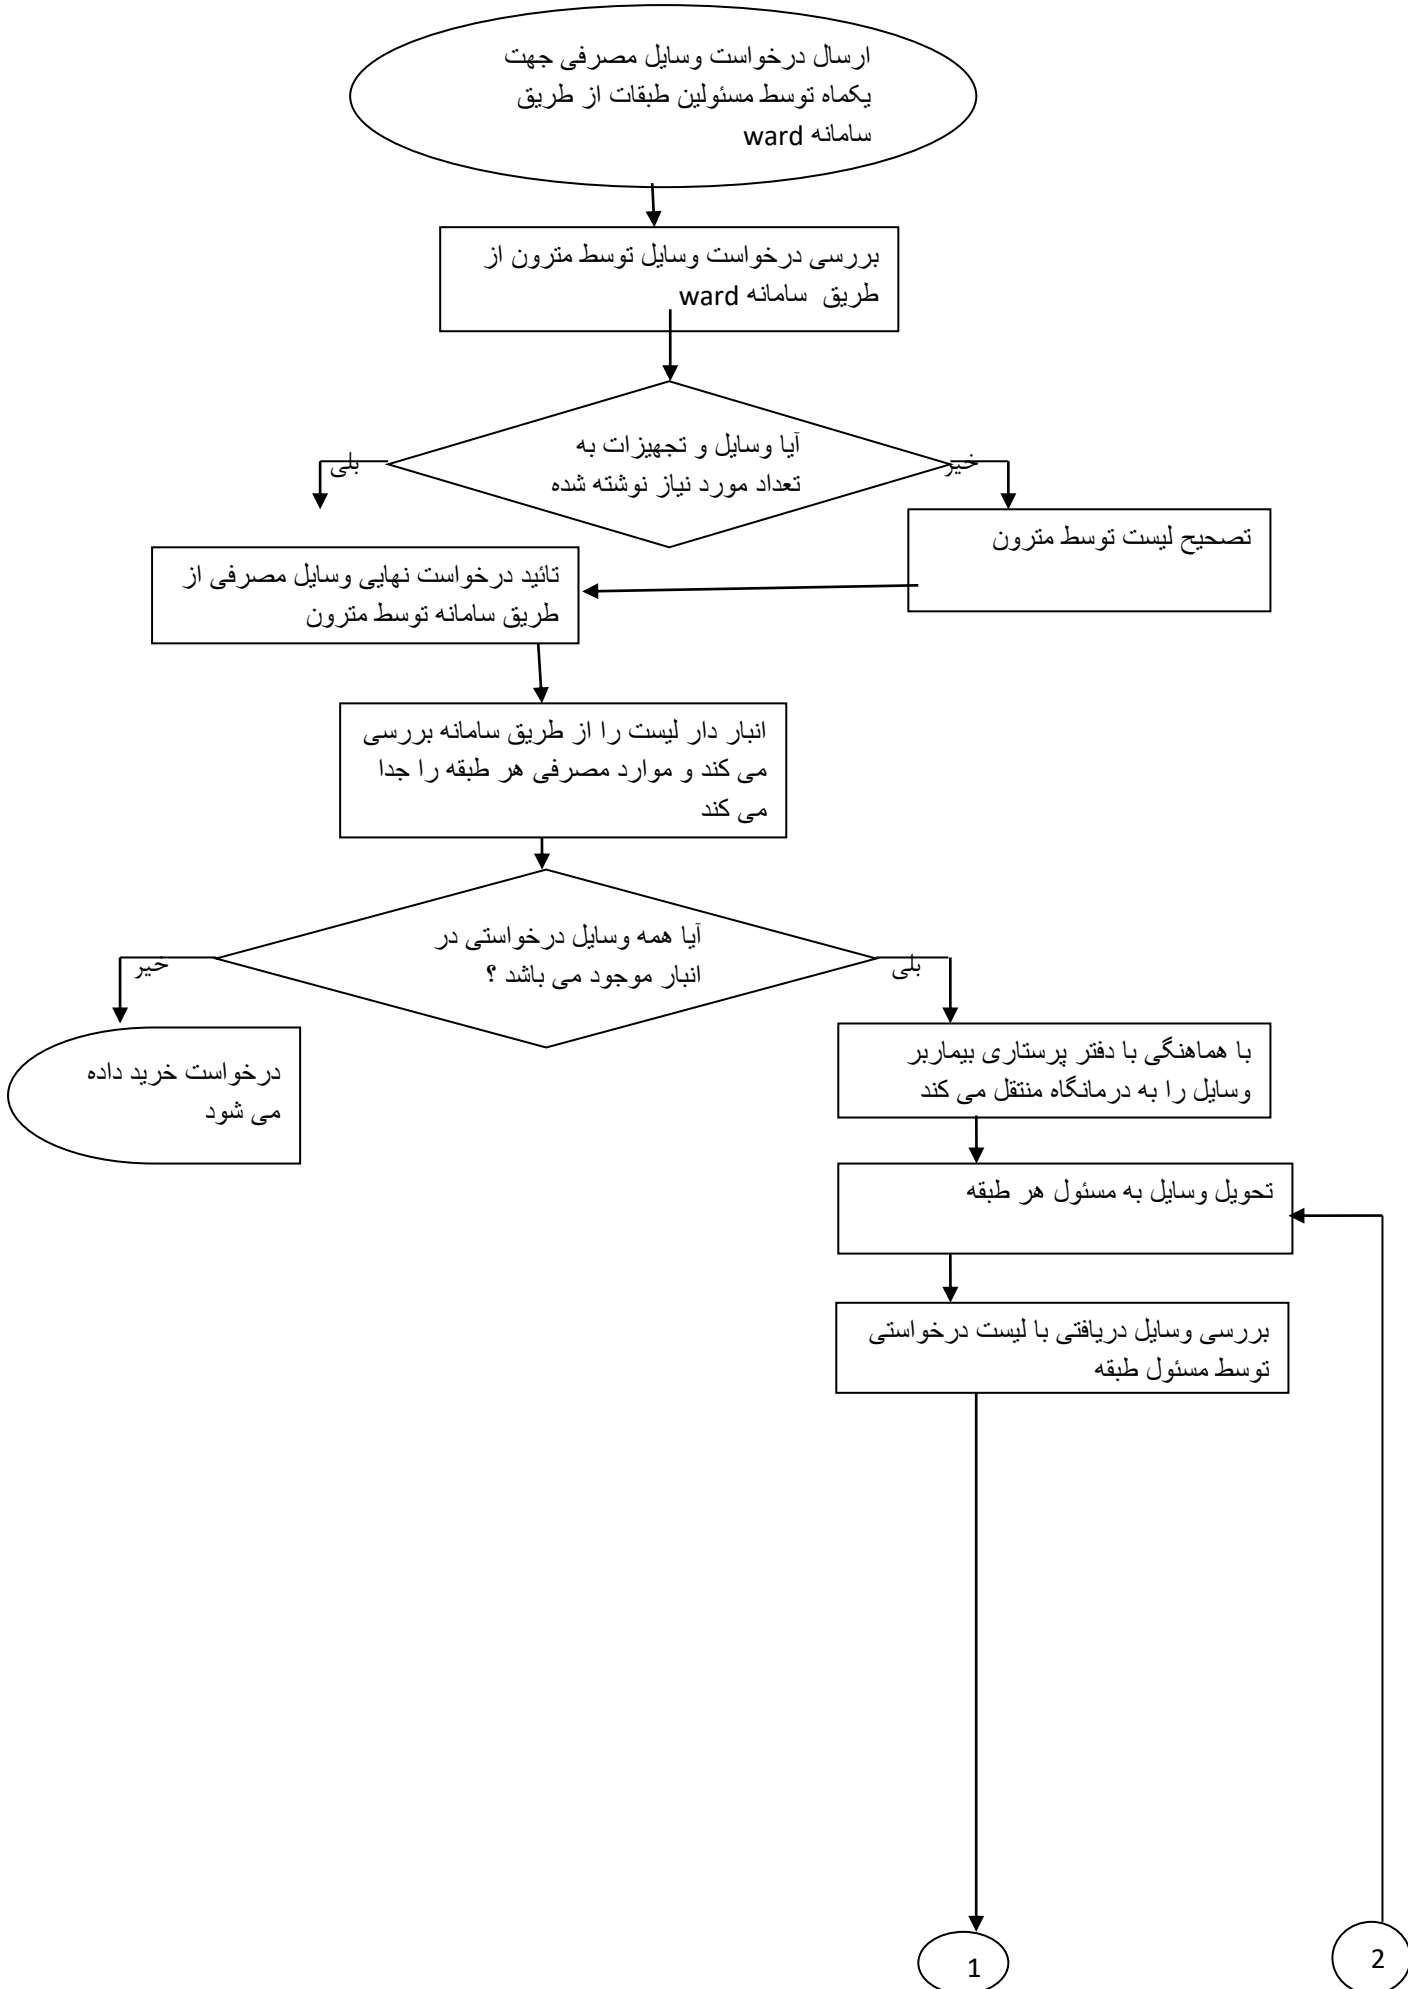 ارسال درخواست وسایل مصرفی جهت
یکماه توسط مسئولین طبقات از طریق
سامانه ward
بررسی درخواست وسایل توسط مترون از
طریق سامانه ward
آیا وسایل و تجهیزات به
تعداد مورد نیاز نوشته شده
خیر
بلی
تصحیح لیست توسط مترون
تائید درخواست نهایی وسایل مصرفی از
طریق سامانه توسط مترون
انبار دار لیست را از طریق سامانه بررسی
می کند و موارد مصرفی هر طبقه را جدا
می کند
آیا همه وسایل درخواستی در
انبار موجود می باشد ؟
بلی
خیر
با هماهنگی با دفتر پرستاری بیماربر
وسایل را به درمانگاه منتقل می کند
درخواست خرید داده
می شود
تحویل وسایل به مسئول هر طبقه
بررسی وسایل دریافتی با لیست درخواستی
توسط مسئول طبقه
2
1